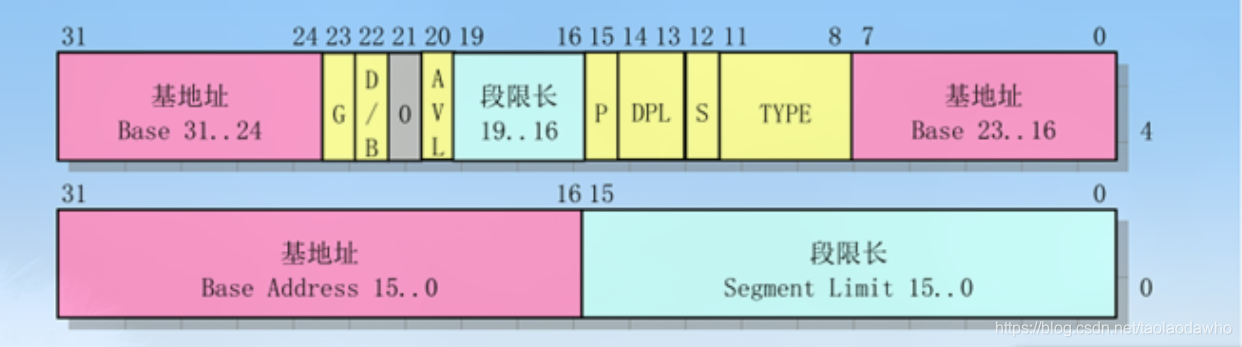 31 24 23 22 21 20 19 16 15 14 13 12 11 8 7 0
基地址
Base 31..24
G
D
/
B
0
A
V
L
段限长
19..16
P
DPL
S
TYPE
基地址
Base 23..16
4
31 16 15 0
基地址
Base Address 15..0
段限长
Segment Limit 15..0
0
https://blog.csdn.net/taolaodawho